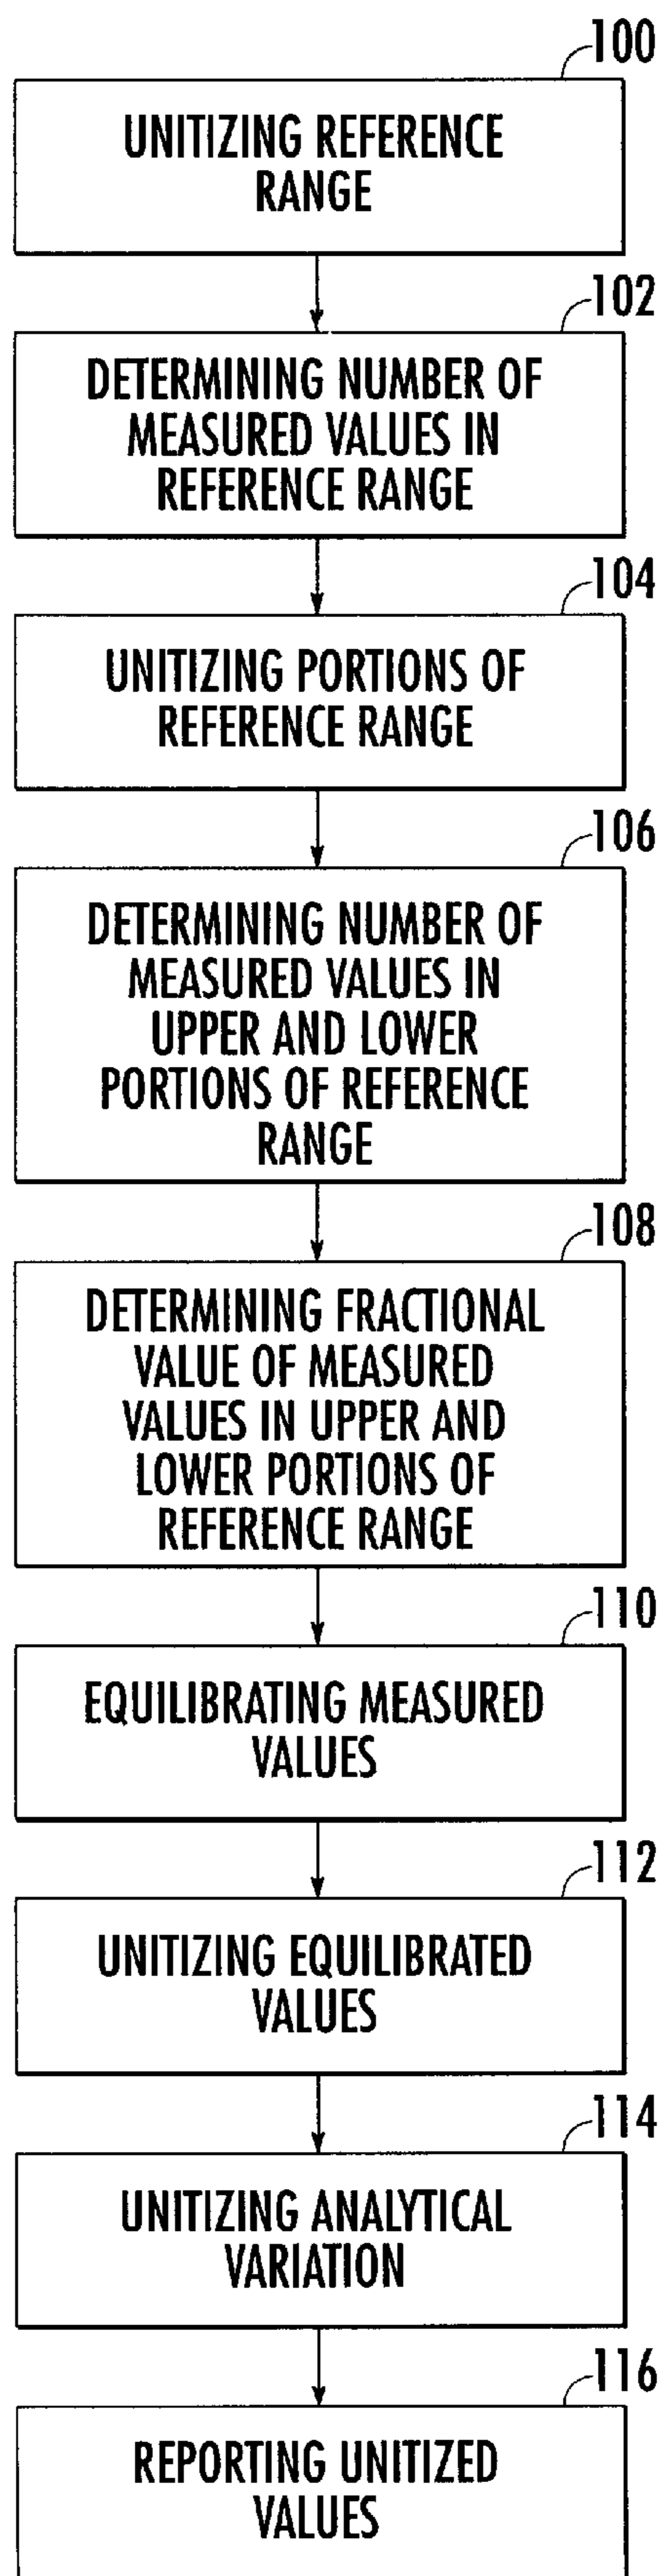 100
UNITIZING REFERENCE
RANGE
102
DETERMINING NUMBER OF
MEASURED VALUES IN
REFERENCE RANGE
104
UNITIZING PORTIONS OF
REFERENCE RANGE
106
DETERMINING NUMBER OF
MEASURED VALUES IN
UPPER AND LOWER
PORTIONS OF REFERENCE
RANGE
108
DETERMINING FRACTIONAL
VALUE OF MEASURED
VALUES IN UPPER AND
LOWER PORTIONS OF
REFERENCE RANGE
110
EQUILIBRATING MEASURED
VALUES
112
UNITIZING EQUILIBRATED
VALUES
114
UNITIZING ANALYTICAL
VARIATION
116
REPORTING UNITIZED
VALUES